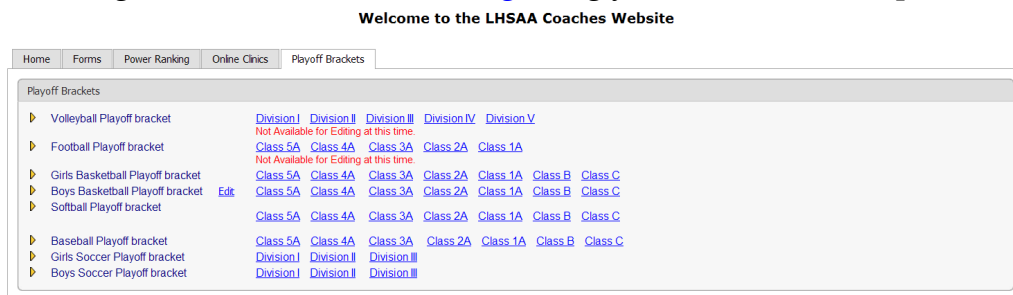 Welcome to the LHSAA Coaches Website
Home Forms Power Ranking Online Clinics Playoff Brackets
Playoff Brackets
Volleyball Playoff bracket Division I Division II Division III Division IV Division V
Not Available for Editing at this time.
Football Playoff bracket Class 5A Class 4A Class 3A Class 2A Class 1A
Not Available for Editing at this time.
Girls Basketball Playoff bracket Class 5A Class 4A Class 3A Class 2A Class 1A Class B Class C
Boys Basketball Playoff bracket Edit Class 5A Class 4A Class 3A Class 2A Class 1A Class B Class C
Softball Playoff bracket
Class 5A Class 4A Class 3A Class 2A Class 1A Class B Class C
Baseball Playoff bracket Class 5A Class 4A Class 3A Class 2A Class 1A Class B Class C
Girls Soccer Playoff bracket Division I Division II Division III
Boys Soccer Playoff bracket Division I Division II Division III